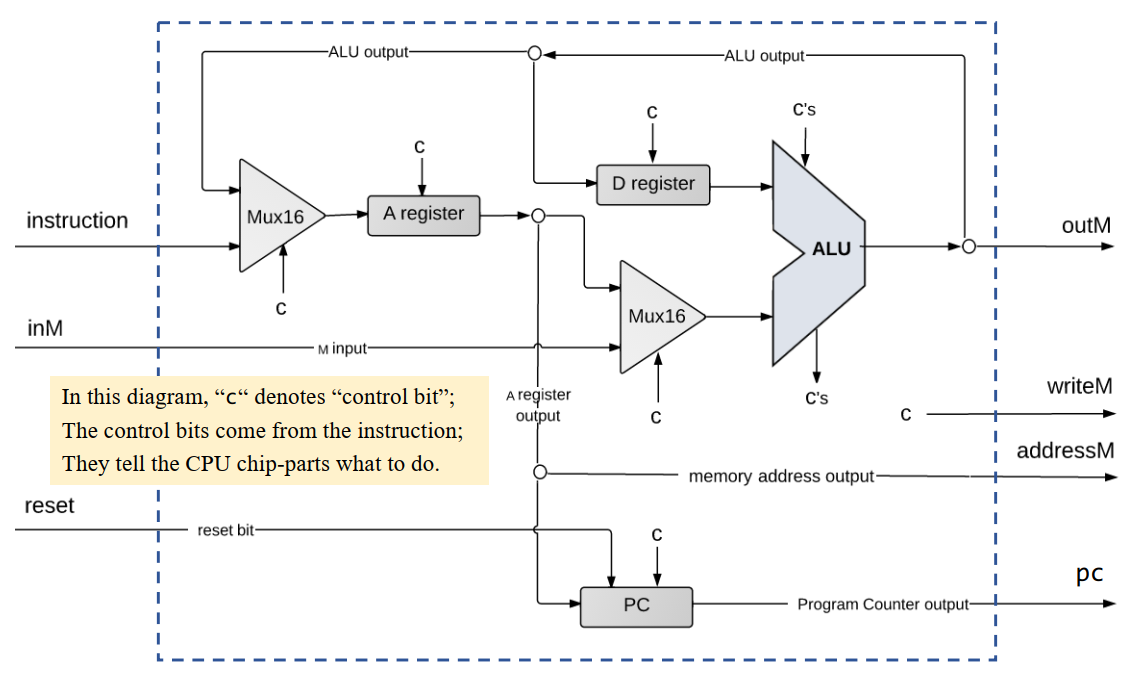 ALU output
ALU output
c
c's
c
D register
Mux16
A register
instruction
outM
ALU
c
Mux16
inM
M input
writeM
In this diagram, “c“ denotes “control bit”;
The control bits come from the instruction;
They tell the CPU chip-parts what to do.
A register
output
c
c's
c
addressM
memory address output
reset
reset bit
c
pc
PC
Program Counter output